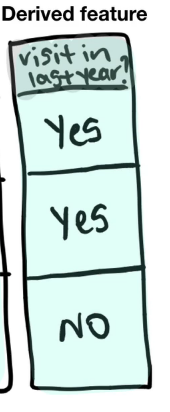 Derived feature
visit in
last year?
Yes
Yes
NO